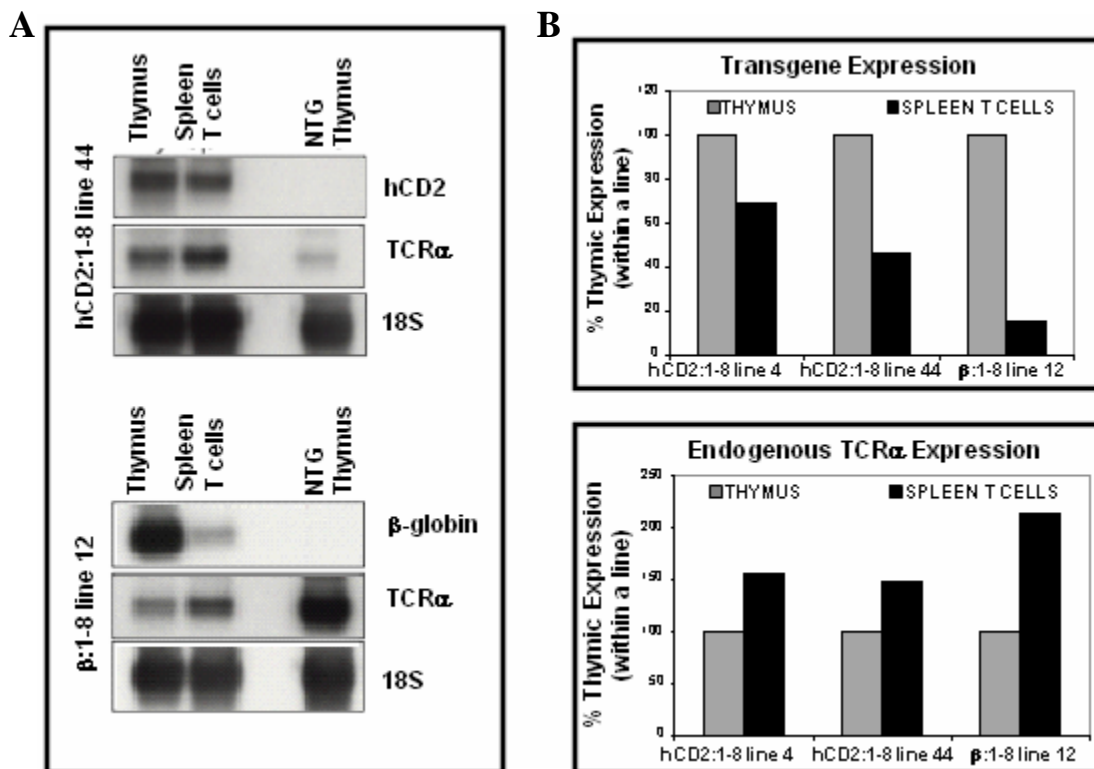 A
Thymus
Spleen
T cells
NTG
Thymus
hCD2:1-8 line 44
hCD2
TCRα
18S
Thymus
Spleen
T cells
NTG
Thymus
β:1-8 line 12
β-globin
TCRα
18S
B
Transgene Expression
THYMUS
SPLEEN T CELLS
% Thymic Expression
(within a line)
100
80
60
40
20
0
hCD2:1-8 line 4
hCD2:1-8 line 44
β:1-8 line 12
Endogenous TCRα Expression
THYMUS
SPLEEN T CELLS
% Thymic Expression
(within a line)
250
200
150
100
50
0
hCD2:1-8 line 4
hCD2:1-8 line 44
β:1-8 line 12